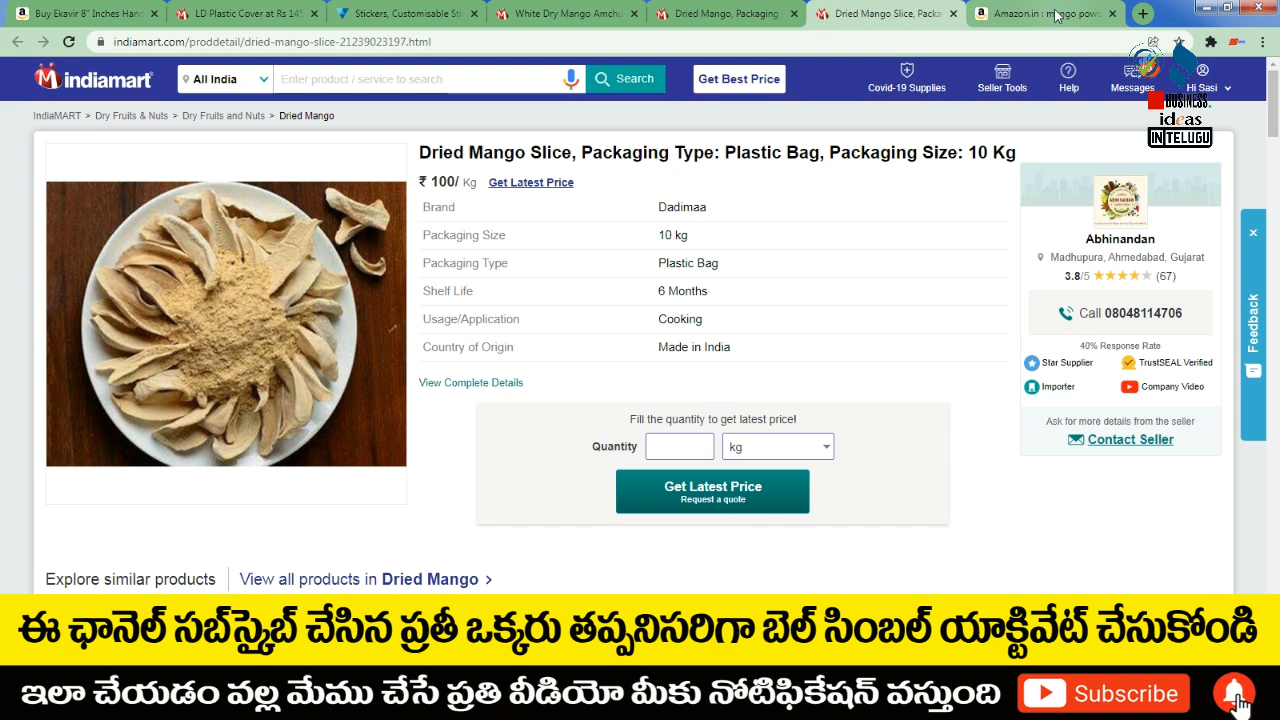 Buy Ekavir 8" Inches Hand
LD Plastic Cover at Rs 145
Stickers, Customisable Sti
White Dry Mango Amchu
Dried Mango, Packaging
Dried Mango Slice, Packa
Amazon.in : mango powd
indiamart.com/proddetail/dried-mango-slice-21239023197.html
indiamart
All India
Enter product / service to search
Search
Get Best Price
Covid-19 Supplies
Seller Tools
Help
Messages
Hi Sasi
BUSINESS
ideas
IN TELUGU
IndiaMART > Dry Fruits & Nuts > Dry Fruits and Nuts > Dried Mango
Dried Mango Slice, Packaging Type: Plastic Bag, Packaging Size: 10 Kg
₹ 100/ Kg Get Latest Price
Brand Dadimaa
Packaging Size 10 kg
Packaging Type Plastic Bag
Shelf Life 6 Months
Usage/Application Cooking
Country of Origin Made in India
View Complete Details
Fill the quantity to get latest price!
Quantity kg
Get Latest Price
Request a quote
Abhinandan
Madhupura, Ahmedabad, Gujarat
3.8/5 ★★★★★ (67)
Call 08048114706
40% Response Rate
Star Supplier TrustSEAL Verified
Importer Company Video
Ask for more details from the seller
Contact Seller
Feedback
Explore similar products View all products in Dried Mango >
ఈ ఛానెల్ సబ్‌స్క్రైబ్ చేసిన ప్రతీ ఒక్కరు తప్పనిసరిగా బెల్ సింబల్ యాక్టివేట్ చేసుకోండి
ఇలా చేయడం వల్ల మేము చేసే ప్రతి వీడియో మీకు నోటిఫికేషన్ వస్తుంది
Subscribe